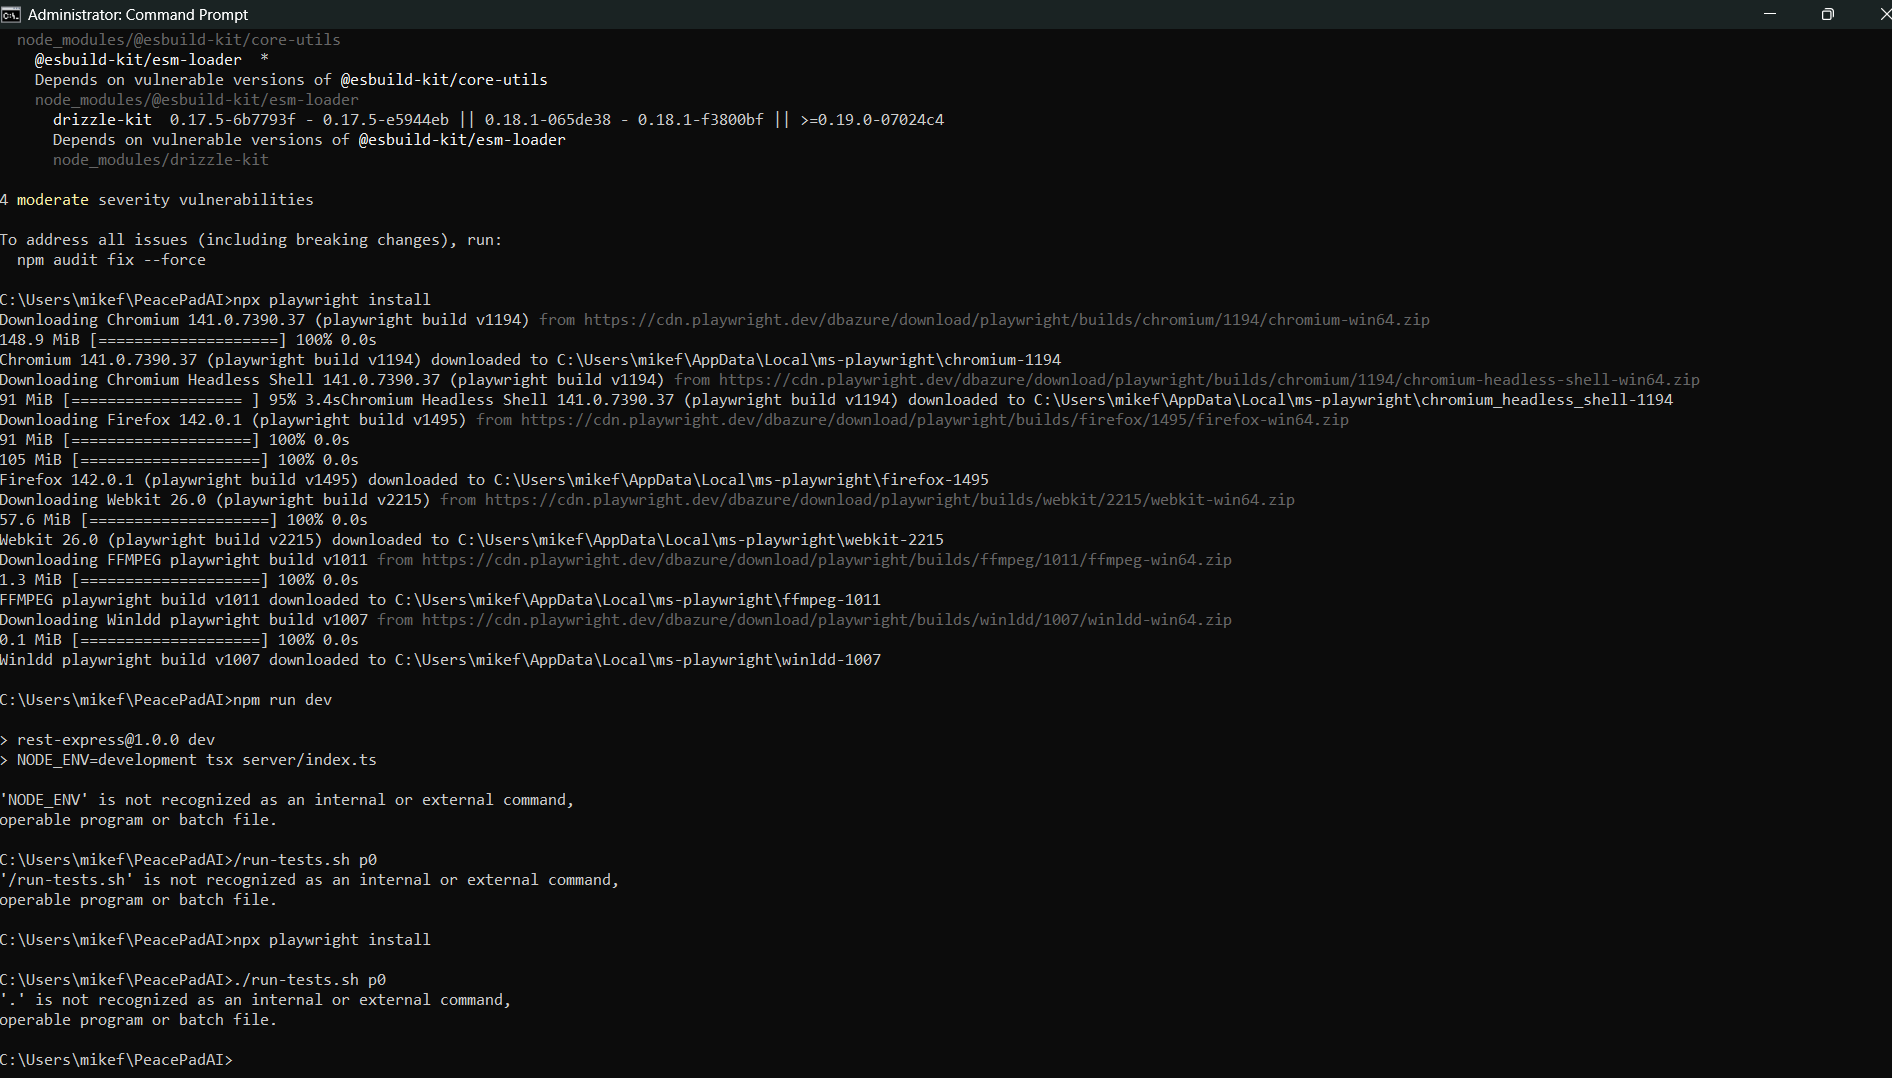 Administrator: Command Prompt
node_modules/@esbuild-kit/core-utils
@esbuild-kit/esm-loader  *
Depends on vulnerable versions of @esbuild-kit/core-utils
node_modules/@esbuild-kit/esm-loader
drizzle-kit  0.17.5-6b7793f - 0.17.5-e5944eb || 0.18.1-065de38 - 0.18.1-f3800bf || >=0.19.0-07024c4
Depends on vulnerable versions of @esbuild-kit/esm-loader
node_modules/drizzle-kit
4 moderate severity vulnerabilities
To address all issues (including breaking changes), run:
npm audit fix --force
C:\Users\mikef\PeacePadAI>npx playwright install
Downloading Chromium 141.0.7390.37 (playwright build v1194) from https://cdn.playwright.dev/dbazure/download/playwright/builds/chromium/1194/chromium-win64.zip
148.9 MiB [====================] 100% 0.0s
Chromium 141.0.7390.37 (playwright build v1194) downloaded to C:\Users\mikef\AppData\Local\ms-playwright\chromium-1194
Downloading Chromium Headless Shell 141.0.7390.37 (playwright build v1194) from https://cdn.playwright.dev/dbazure/download/playwright/builds/chromium/1194/chromium-headless-shell-win64.zip
91 MiB [=================== ] 95% 3.4sChromium Headless Shell 141.0.7390.37 (playwright build v1194) downloaded to C:\Users\mikef\AppData\Local\ms-playwright\chromium_headless_shell-1194
Downloading Firefox 142.0.1 (playwright build v1495) from https://cdn.playwright.dev/dbazure/download/playwright/builds/firefox/1495/firefox-win64.zip
91 MiB [====================] 100% 0.0s
105 MiB [====================] 100% 0.0s
Firefox 142.0.1 (playwright build v1495) downloaded to C:\Users\mikef\AppData\Local\ms-playwright\firefox-1495
Downloading Webkit 26.0 (playwright build v2215) from https://cdn.playwright.dev/dbazure/download/playwright/builds/webkit/2215/webkit-win64.zip
57.6 MiB [====================] 100% 0.0s
Webkit 26.0 (playwright build v2215) downloaded to C:\Users\mikef\AppData\Local\ms-playwright\webkit-2215
Downloading FFMPEG playwright build v1011 from https://cdn.playwright.dev/dbazure/download/playwright/builds/ffmpeg/1011/ffmpeg-win64.zip
1.3 MiB [====================] 100% 0.0s
FFMPEG playwright build v1011 downloaded to C:\Users\mikef\AppData\Local\ms-playwright\ffmpeg-1011
Downloading Winldd playwright build v1007 from https://cdn.playwright.dev/dbazure/download/playwright/builds/winldd/1007/winldd-win64.zip
0.1 MiB [====================] 100% 0.0s
Winldd playwright build v1007 downloaded to C:\Users\mikef\AppData\Local\ms-playwright\winldd-1007
C:\Users\mikef\PeacePadAI>npm run dev
> rest-express@1.0.0 dev
> NODE_ENV=development tsx server/index.ts
'NODE_ENV' is not recognized as an internal or external command,
operable program or batch file.
C:\Users\mikef\PeacePadAI>/run-tests.sh p0
'/run-tests.sh' is not recognized as an internal or external command,
operable program or batch file.
C:\Users\mikef\PeacePadAI>npx playwright install
C:\Users\mikef\PeacePadAI>./run-tests.sh p0
'.' is not recognized as an internal or external command,
operable program or batch file.
C:\Users\mikef\PeacePadAI>